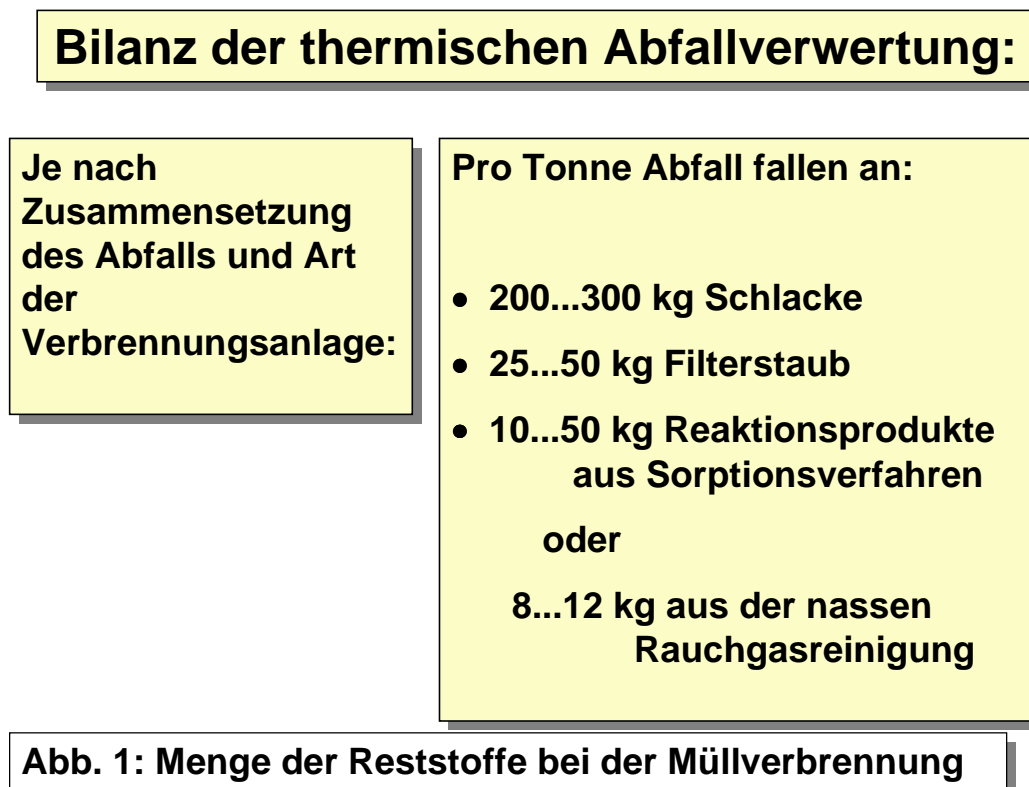 Bilanz der thermischen Abfallverwertung:
Je nach
Zusammensetzung
des Abfalls und Art
der
Verbrennungsanlage:
Pro Tonne Abfall fallen an:
• 200...300 kg Schlacke
• 25...50 kg Filterstaub
• 10...50 kg Reaktionsprodukte
aus Sorptionsverfahren
oder
8...12 kg aus der nassen
Rauchgasreinigung
Abb. 1: Menge der Reststoffe bei der Müllverbrennung